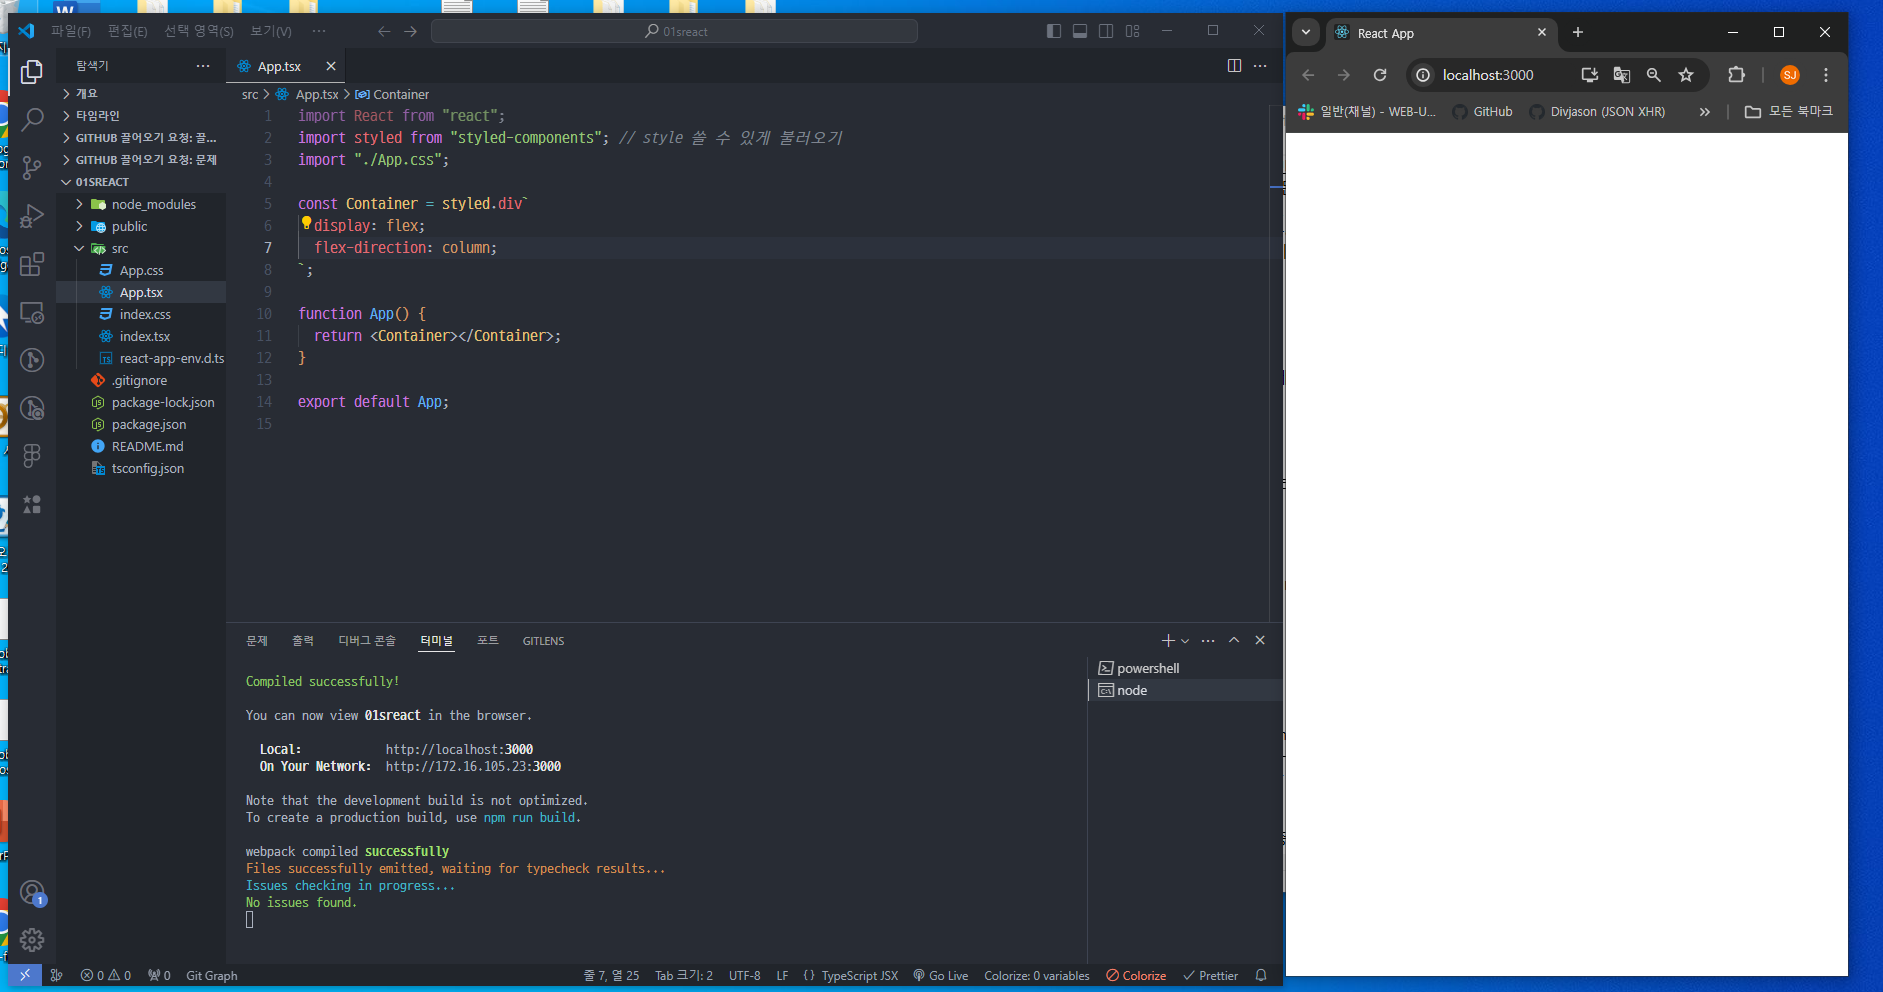 파일(F) 편집(E) 선택 영역(S) 보기(V) ··· 01sreact
탐색기 ···
개요
타임라인
GITHUB 끌어오기 요청: 끌...
GITHUB 끌어오기 요청: 문제
01SREACT
node_modules
public
src
App.css
App.tsx
index.css
index.tsx
react-app-env.d.ts
.gitignore
package-lock.json
package.json
README.md
tsconfig.json
1
App.tsx
src > App.tsx > Container
1 import React from "react";
2 import styled from "styled-components"; // style 쓸 수 있게 불러오기
3 import "./App.css";
4
5 const Container = styled.div`
6 display: flex;
7 flex-direction: column;
8 `;
9
10 function App() {
11 return <Container></Container>;
12 }
13
14 export default App;
15
문제 출력 디버그 콘솔 터미널 포트 GITLENS
Compiled successfully!
You can now view 01sreact in the browser.
Local: http://localhost:3000
On Your Network: http://172.16.105.23:3000
Note that the development build is not optimized.
To create a production build, use npm run build.
webpack compiled successfully
Files successfully emitted, waiting for typecheck results...
Issues checking in progress...
No issues found.
powershell
node
0 0 0 Git Graph 줄 7, 열 25 Tab 크기: 2 UTF-8 LF { } TypeScript JSX Go Live Colorize: 0 variables Colorize Prettier
React App
localhost:3000 SJ
일반(채널) - WEB-U... GitHub Divjason (JSON XHR) » 모든 북마크